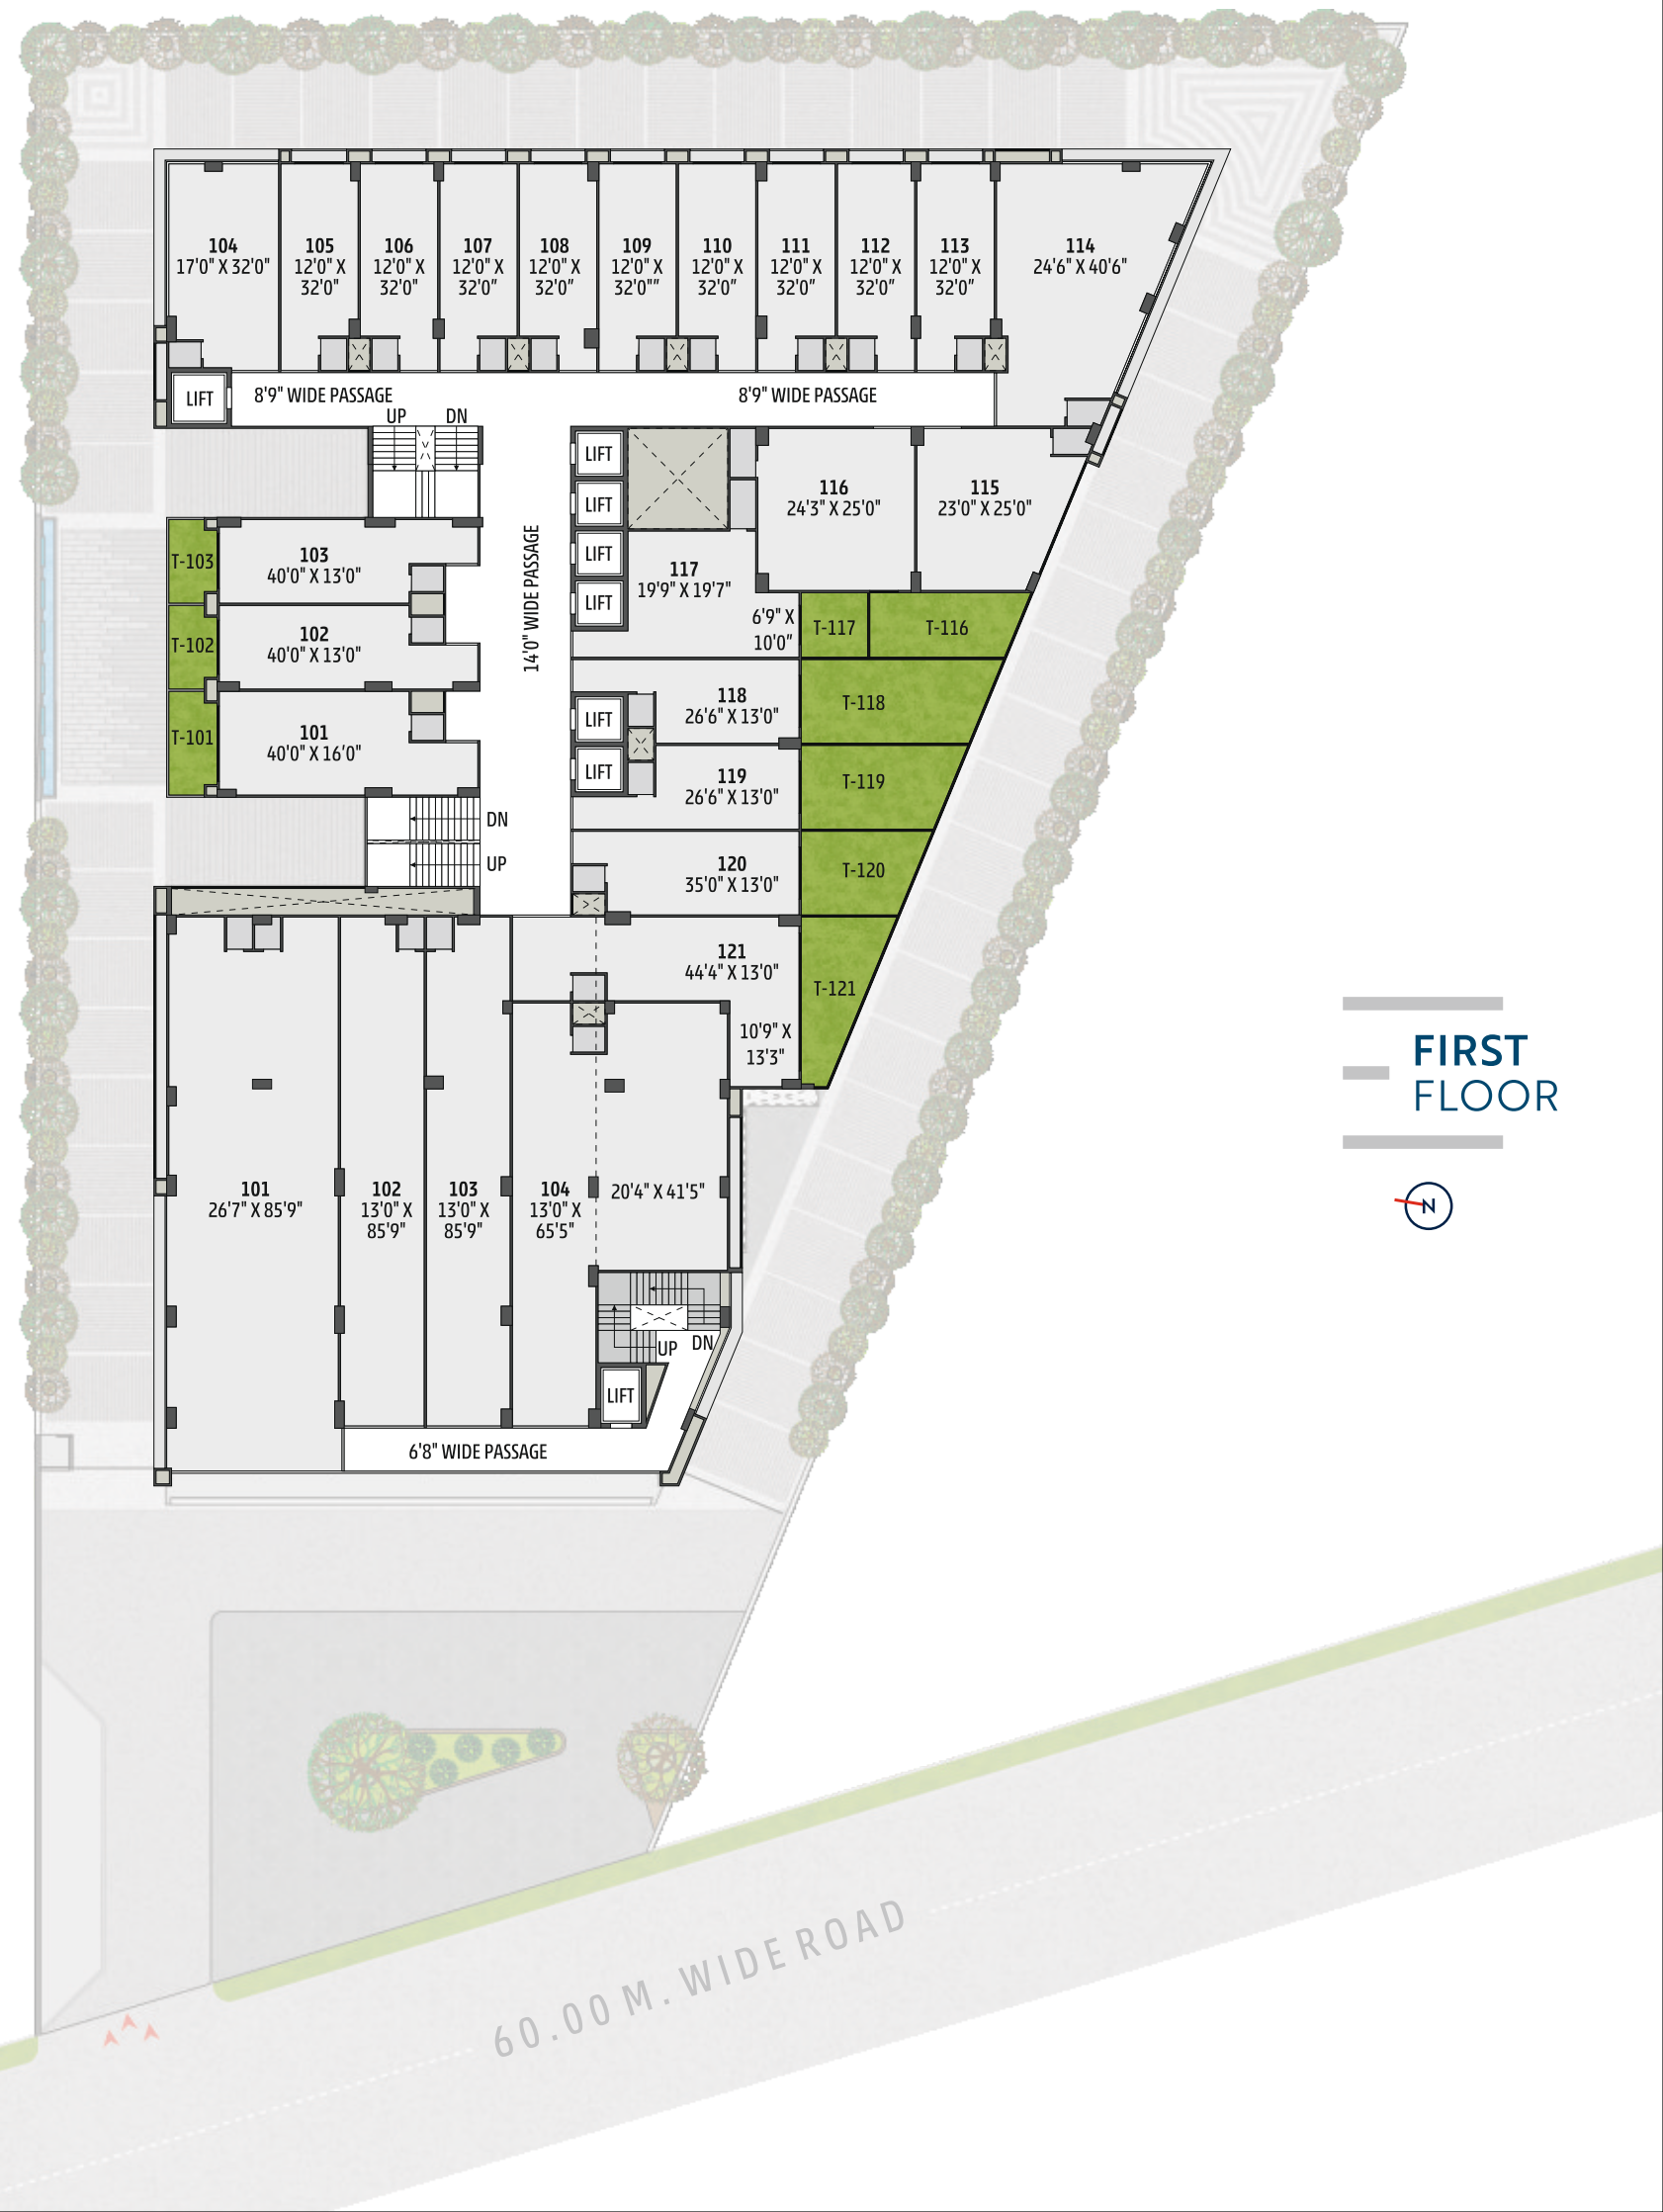 104
17'0" X 32'0"
105
12'0" X
32'0"
106
12'0" X
32'0"
107
12'0" X
32'0"
108
12'0" X
32'0"
109
12'0" X
32'0""
110
12'0" X
32'0"
111
12'0" X
32'0"
112
12'0" X
32'0"
113
12'0" X
32'0"
114
24'6" X 40'6"
LIFT
8'9" WIDE PASSAGE
8'9" WIDE PASSAGE
UP
DN
LIFT
LIFT
LIFT
LIFT
116
24'3" X 25'0"
115
23'0" X 25'0"
14'0" WIDE PASSAGE
T-103
103
40'0" X 13'0"
117
19'9" X 19'7"
6'9" X
10'0"
T-117
T-116
T-102
102
40'0" X 13'0"
T-101
101
40'0" X 16'0"
LIFT
LIFT
118
26'6" X 13'0"
T-118
119
26'6" X 13'0"
T-119
DN
UP
120
35'0" X 13'0"
T-120
121
44'4" X 13'0"
T-121
10'9" X
13'3"
FIRST
FLOOR
N
101
26'7" X 85'9"
102
13'0" X
85'9"
103
13'0" X
85'9"
104
13'0" X
65'5"
20'4" X 41'5"
UP
DN
LIFT
6'8" WIDE PASSAGE
60.00 M. WIDE ROAD